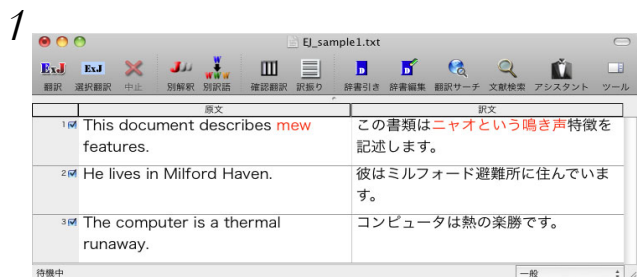 1
EJ_sample1.txt
ExJ ExJ J W W W W D D
翻訳 選択翻訳 中止 別解釈 別訳語 確認翻訳 訳振り 辞書引き 辞書編集 翻訳サーチ 文献検索 アシスタント ツール
原文 訳文
1 This document describes mew
features.
この書類はニャオという鳴き声特徴を
記述します。
2 He lives in Milford Haven.
彼はミルフォード避難所に住んでいま
す。
3 The computer is a thermal
runaway.
コンピュータは熱の楽勝です。
待機中 一般